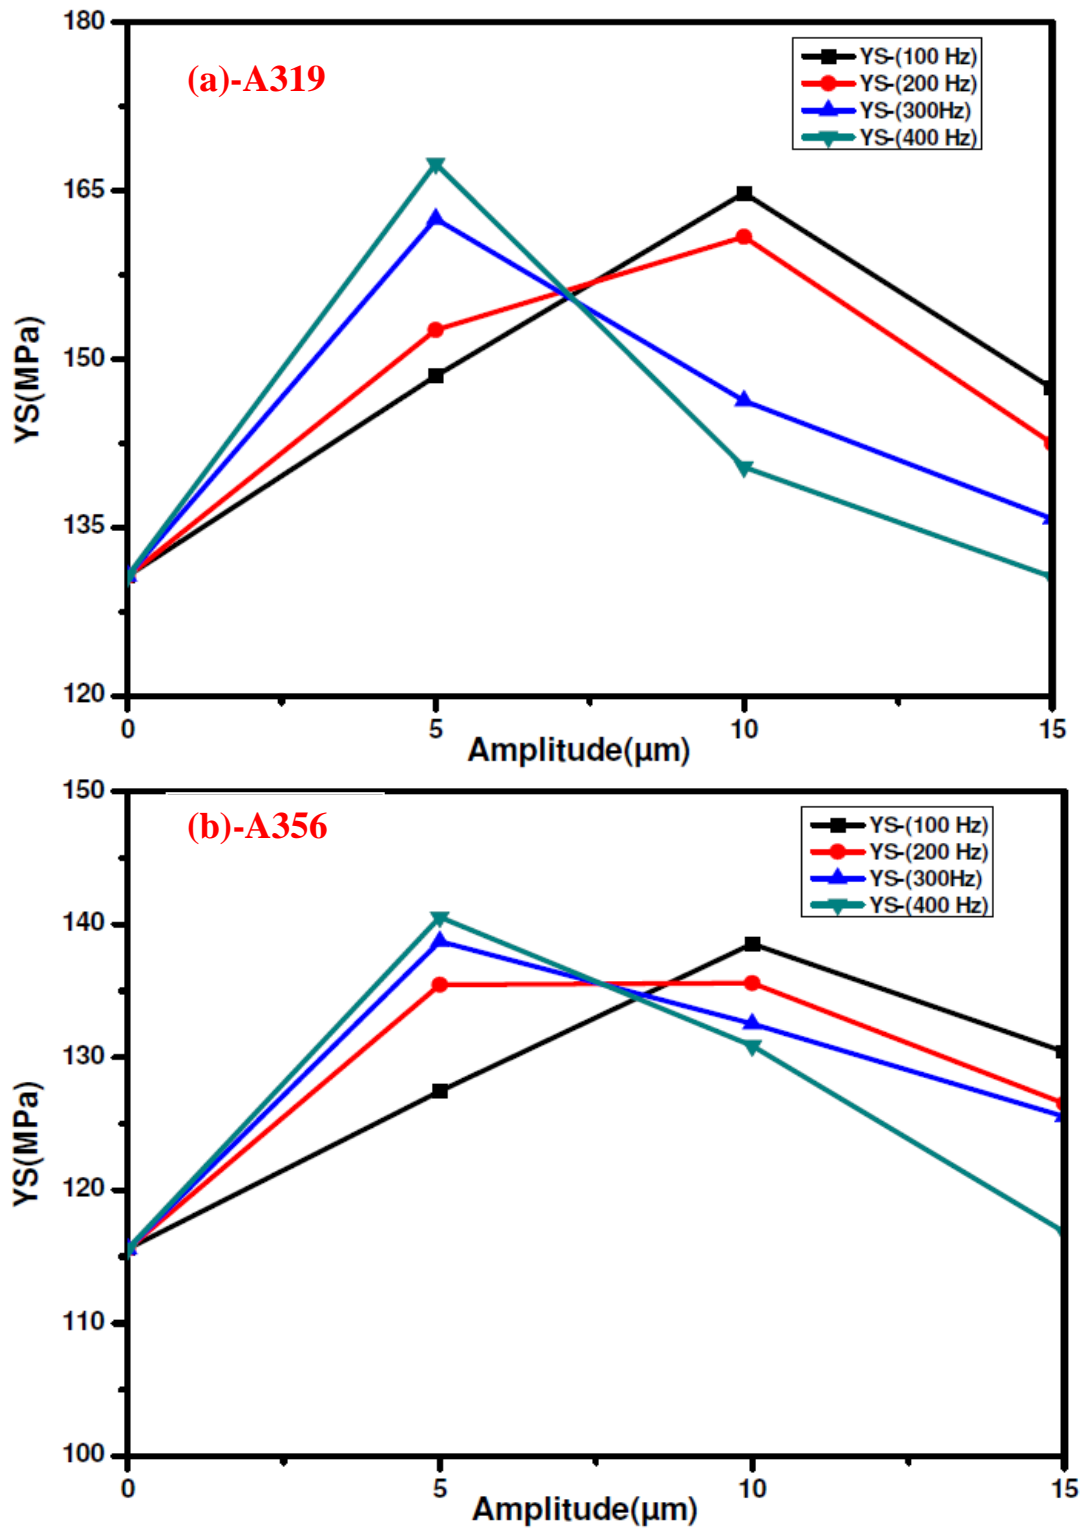 180
(a)-A319
YS-(100 Hz)
YS-(200 Hz)
YS-(300Hz)
YS-(400 Hz)
165
150
135
120
YS(MPa)
0 5 10 15
Amplitude(μm)
150
(b)-A356
YS-(100 Hz)
YS-(200 Hz)
YS-(300Hz)
YS-(400 Hz)
140
130
120
110
100
YS(MPa)
0 5 10 15
Amplitude(μm)